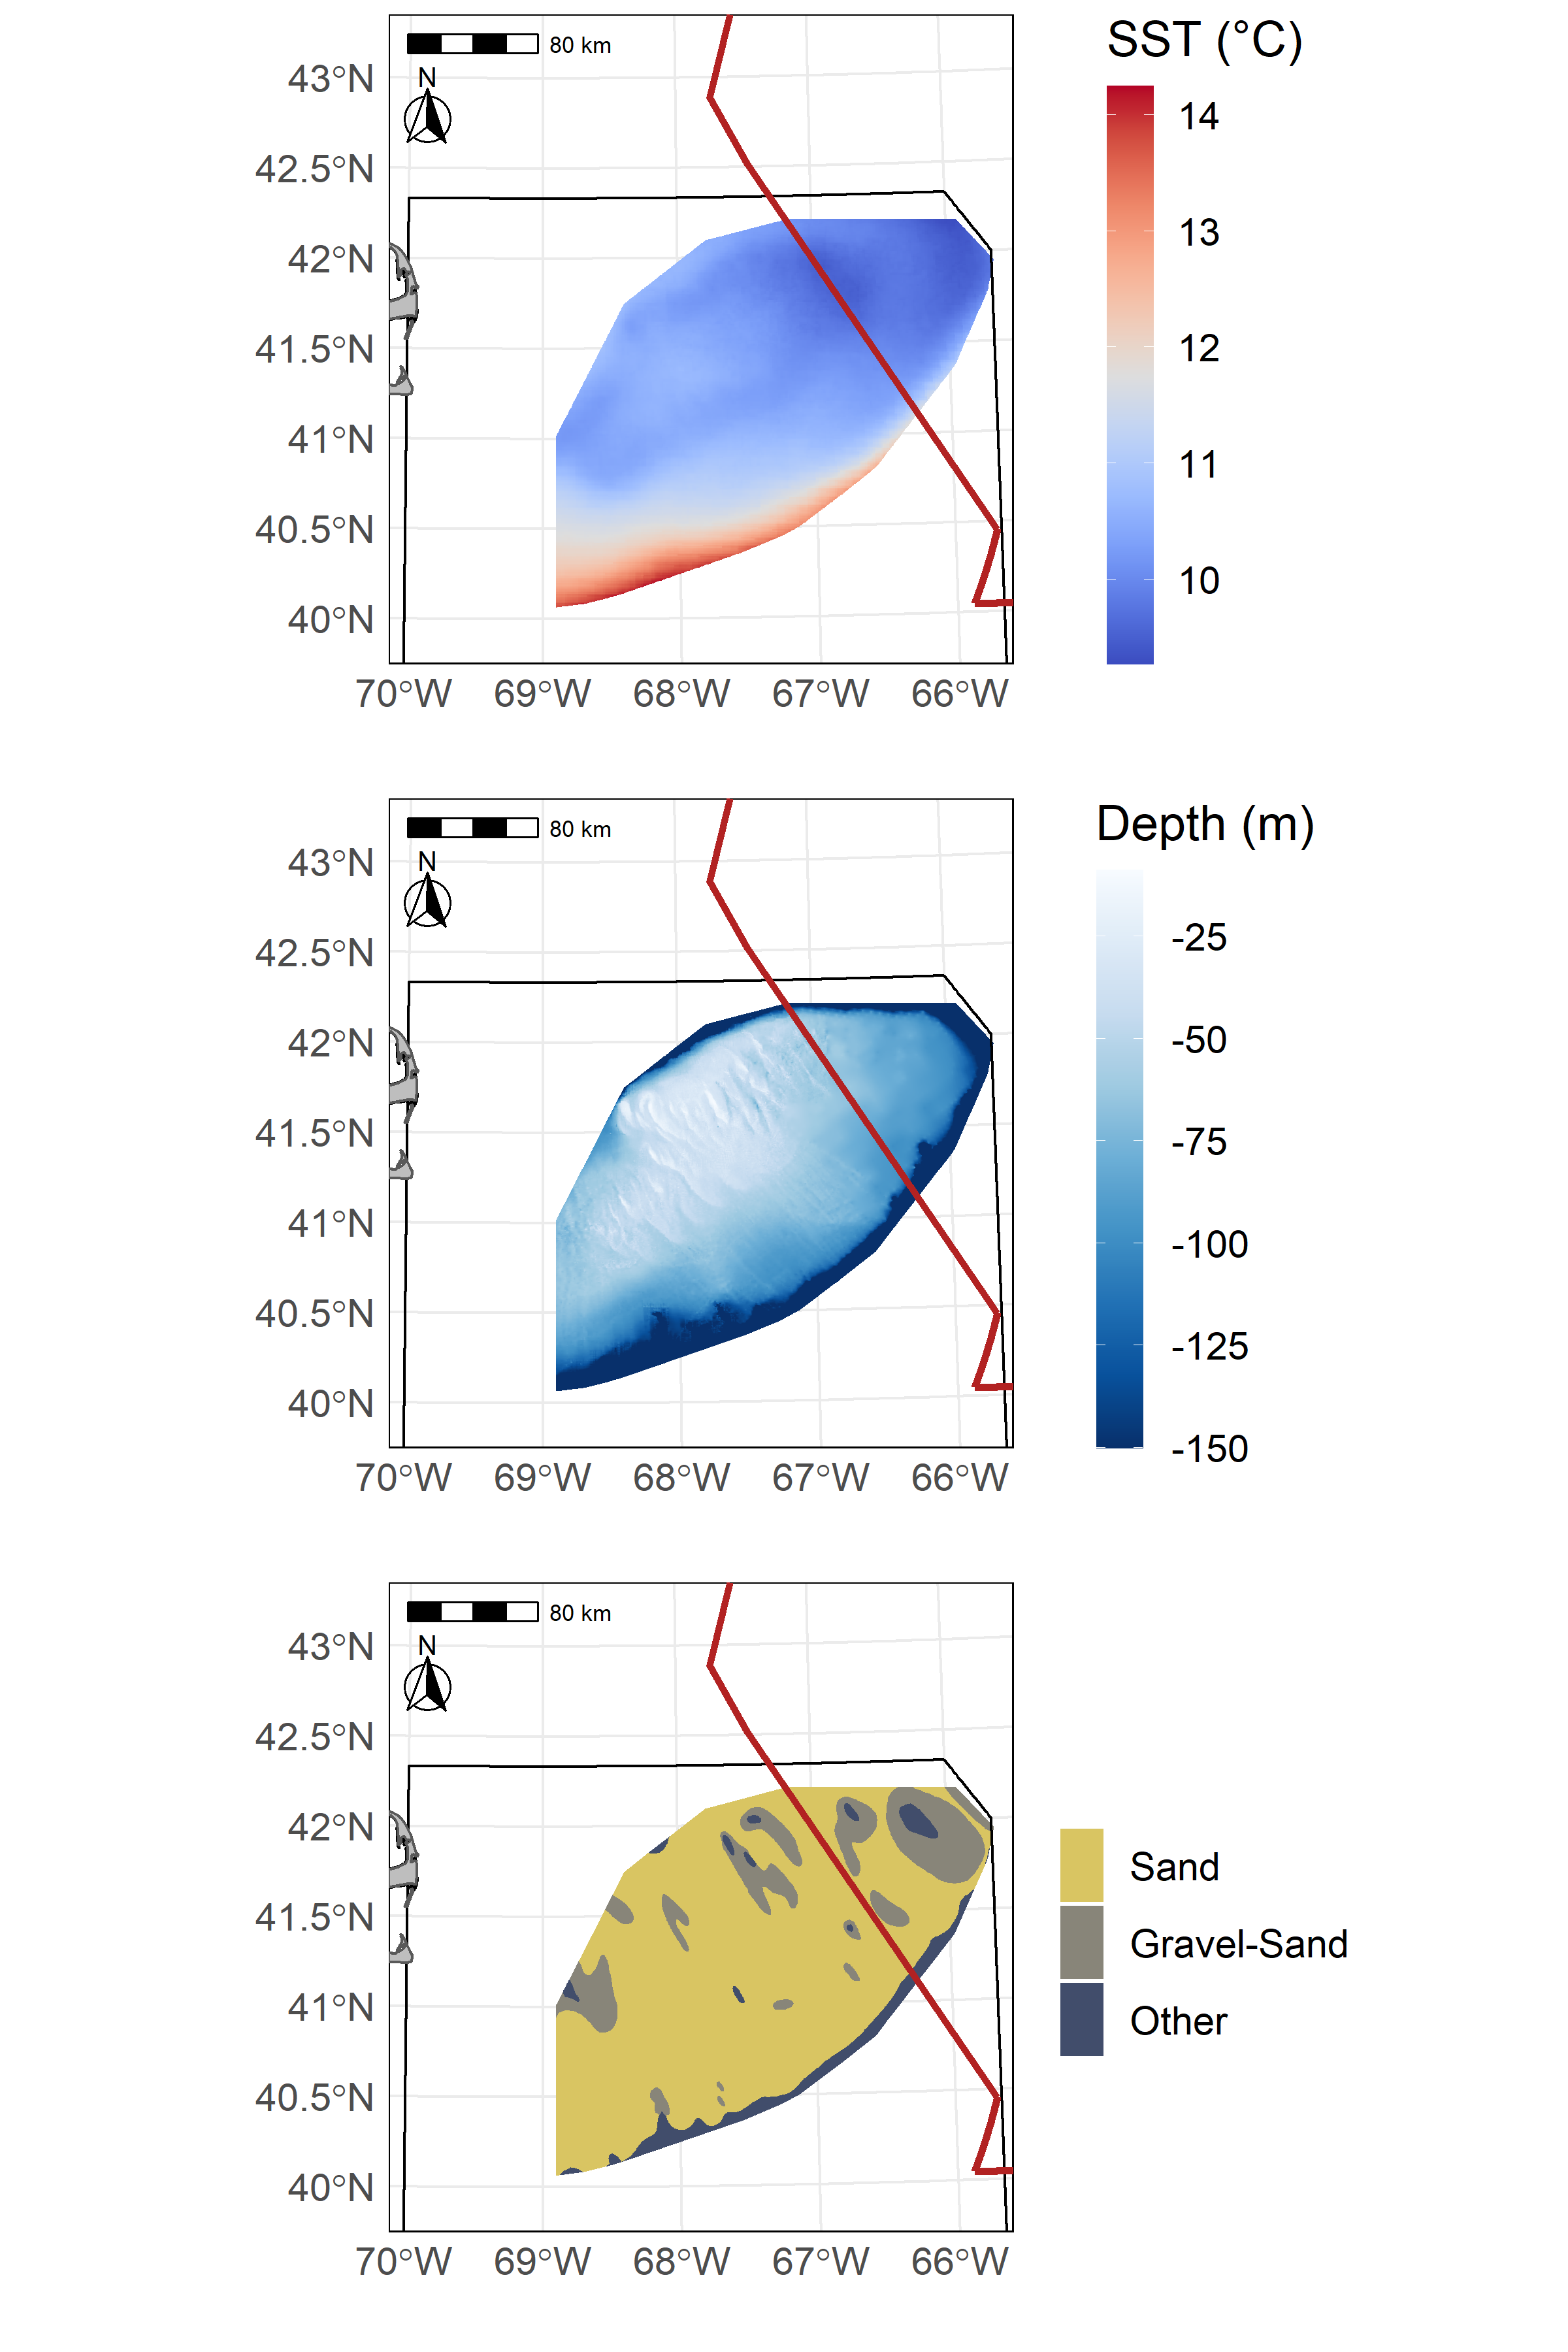 SST (°C)
80 km
N
43°N
42.5°N
42°N
41.5°N
41°N
40.5°N
40°N
70°W 69°W 68°W 67°W 66°W
14
13
12
11
10
Depth (m)
80 km
N
43°N
42.5°N
42°N
41.5°N
41°N
40.5°N
40°N
70°W 69°W 68°W 67°W 66°W
-25
-50
-75
-100
-125
-150
80 km
N
43°N
42.5°N
42°N
41.5°N
41°N
40.5°N
40°N
70°W 69°W 68°W 67°W 66°W
Sand
Gravel-Sand
Other